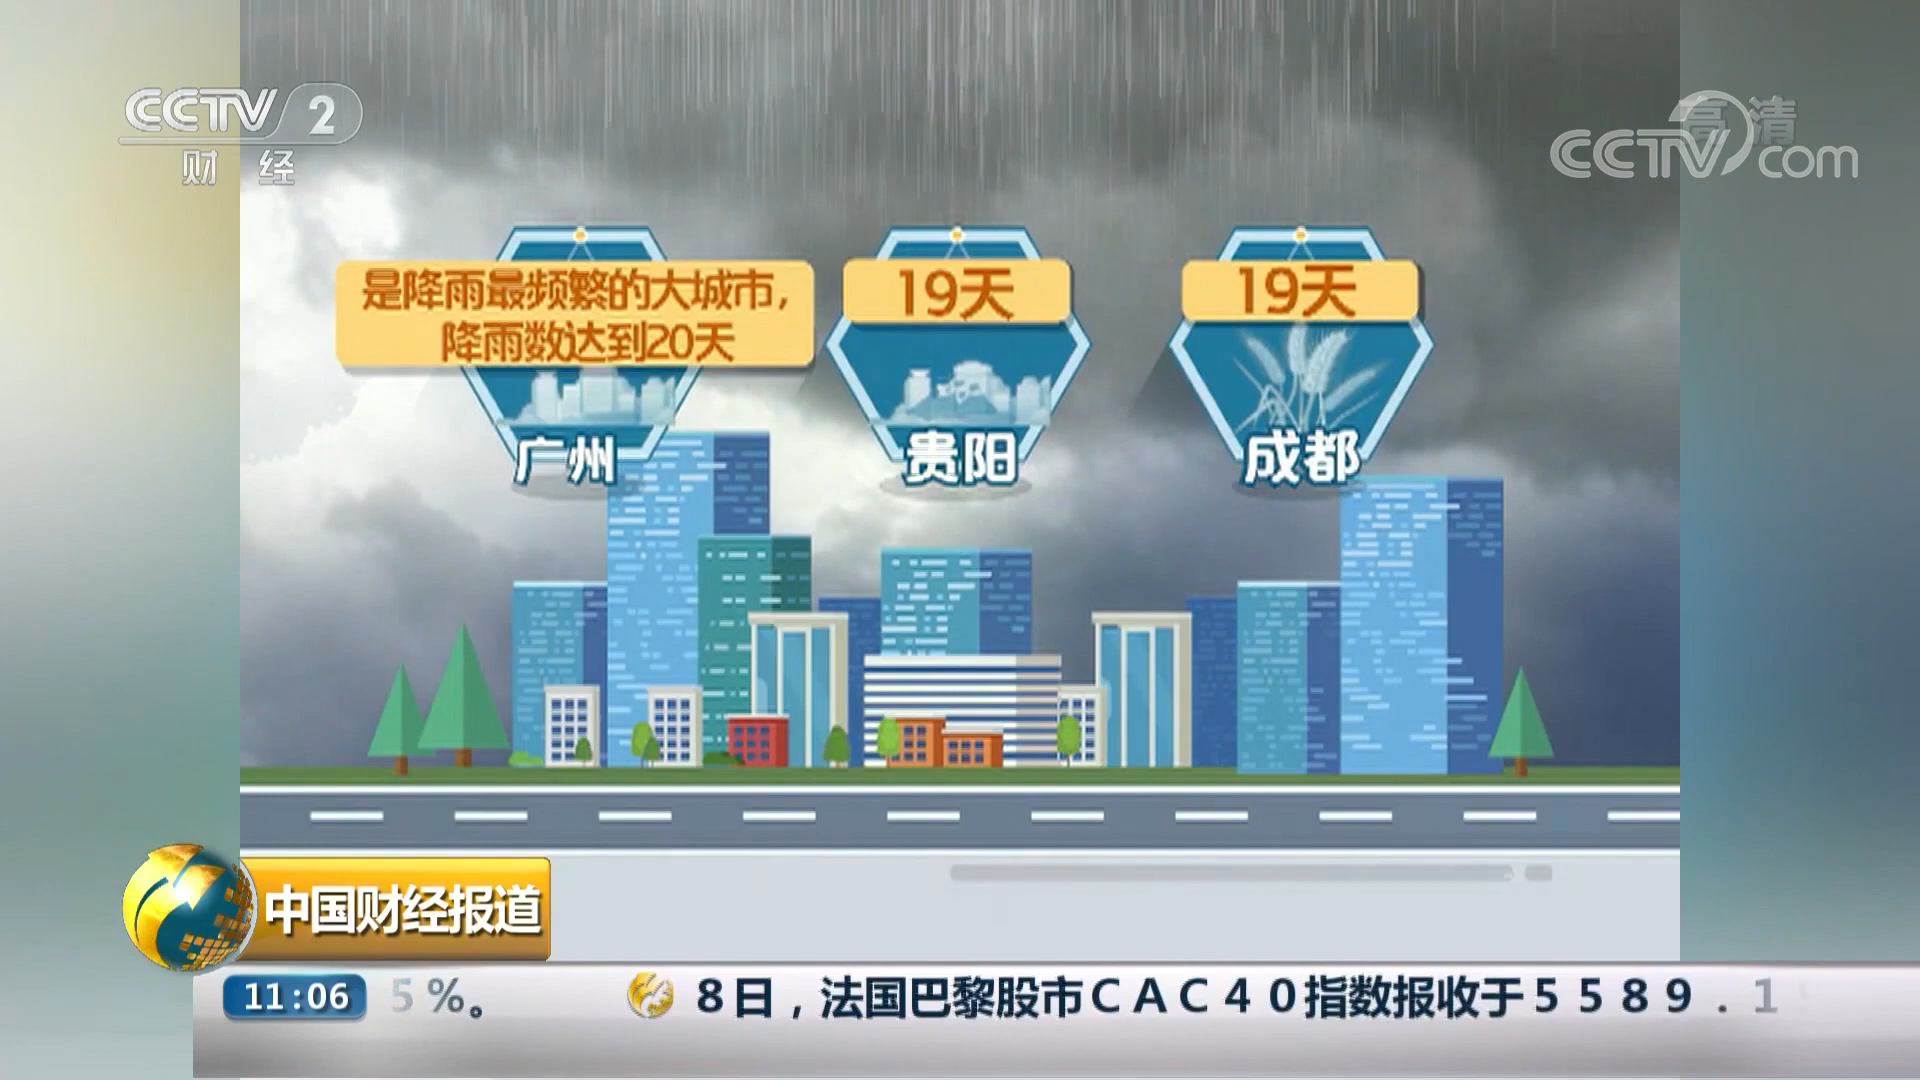 CCTV 2
财 经
高清
CCTV.com
是降雨最频繁的大城市，
降雨数达到20天
19天
19天
广州
贵阳
成都
中国财经报道
11:06
5%。
8日，法国巴黎股市CAC40指数报收于5589.1